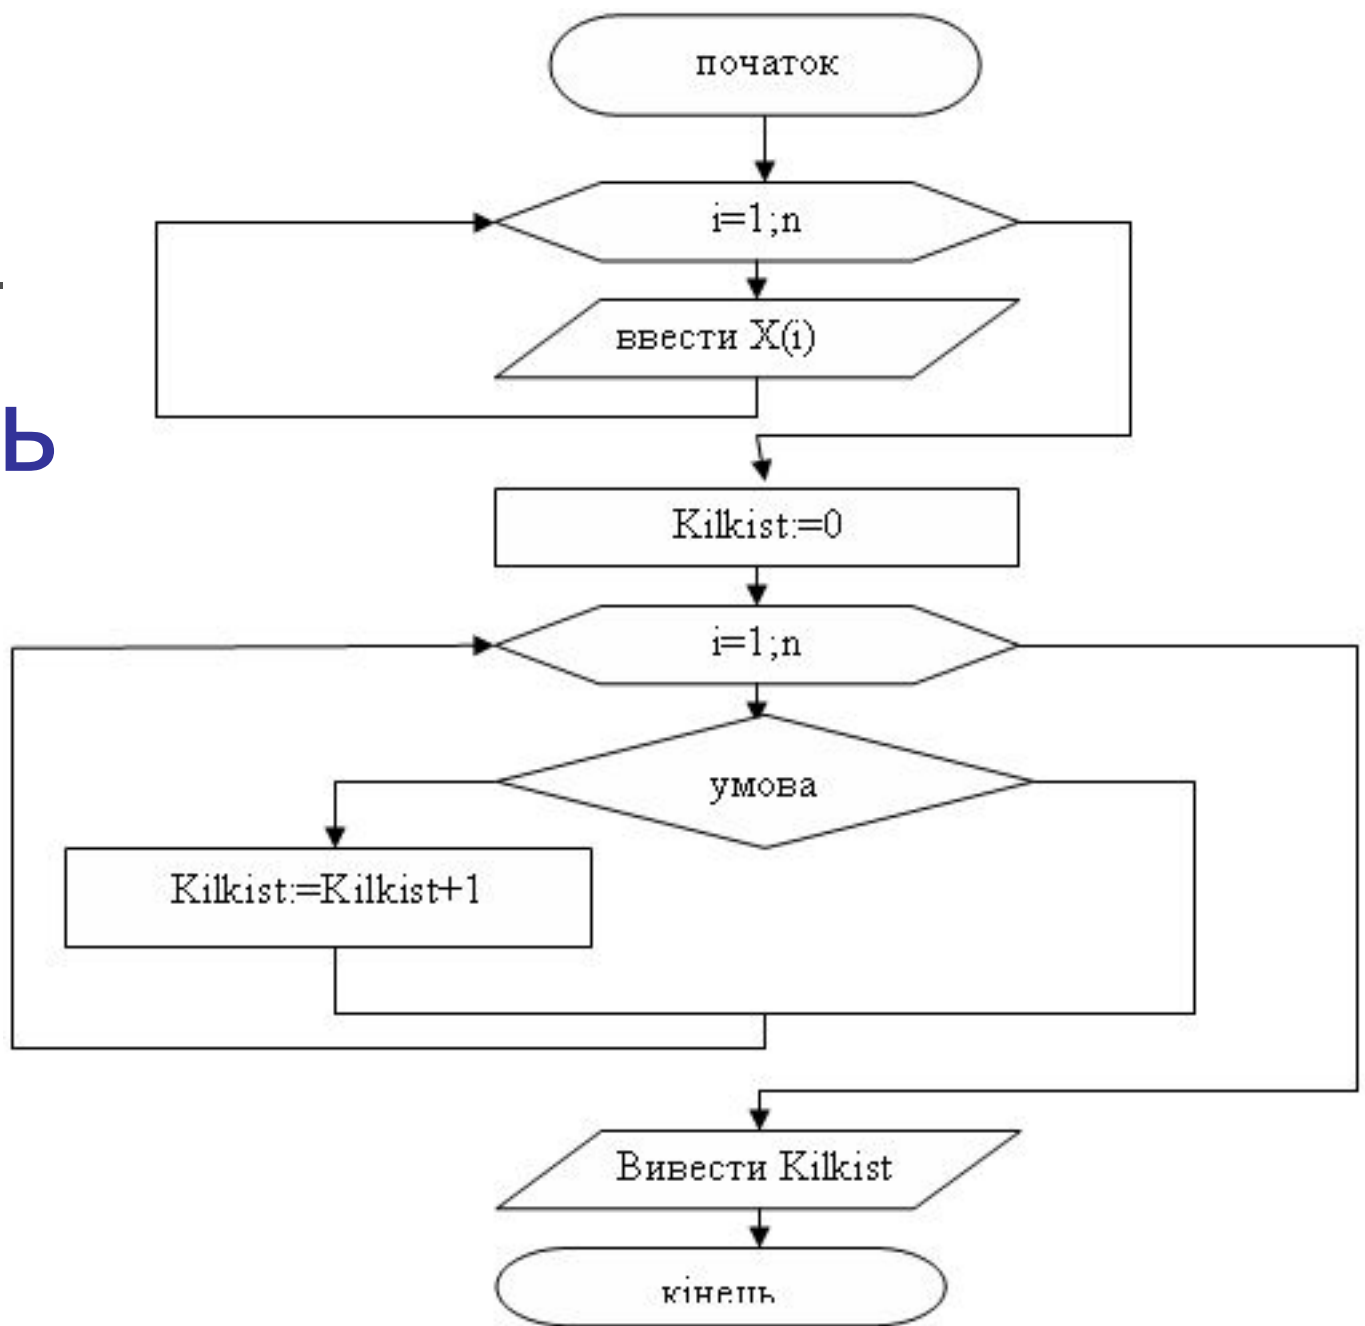 початок
i=1;n
ввести X(i)
ь
Kilkist:=0
i=1;n
умова
Kilkist:=Kilkist+1
Вивести Kilkist
кінець